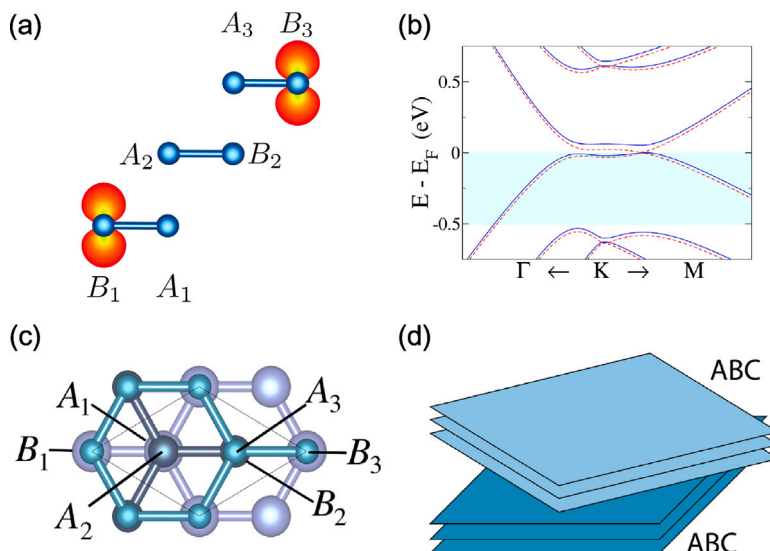 (a)
A₃ B₃
A₂ B₂
B₁ A₁
(b)
E - E_F (eV)
0.5
0
-0.5
Γ ← K → M
(c)
A₁ A₃
B₁ B₃
A₂ B₂
(d)
ABC
ABC